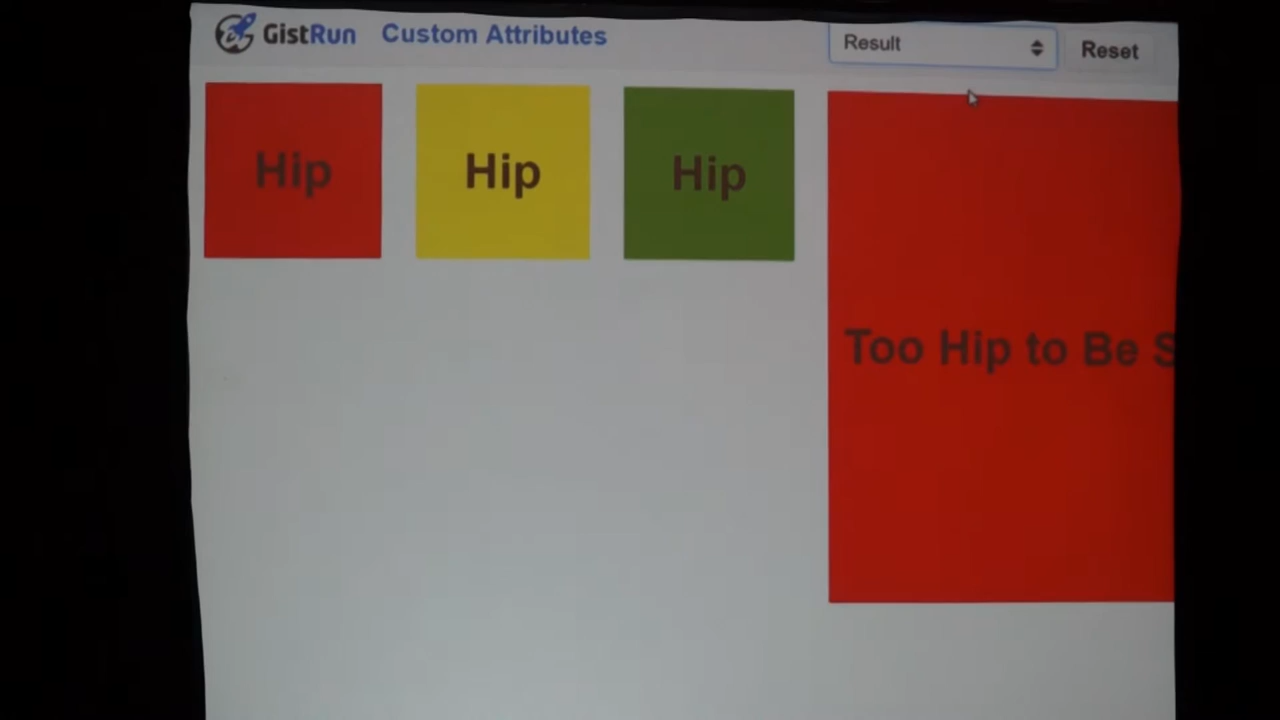 GistRun Custom Attributes Result Reset
Hip Hip Hip
Too Hip to Be S